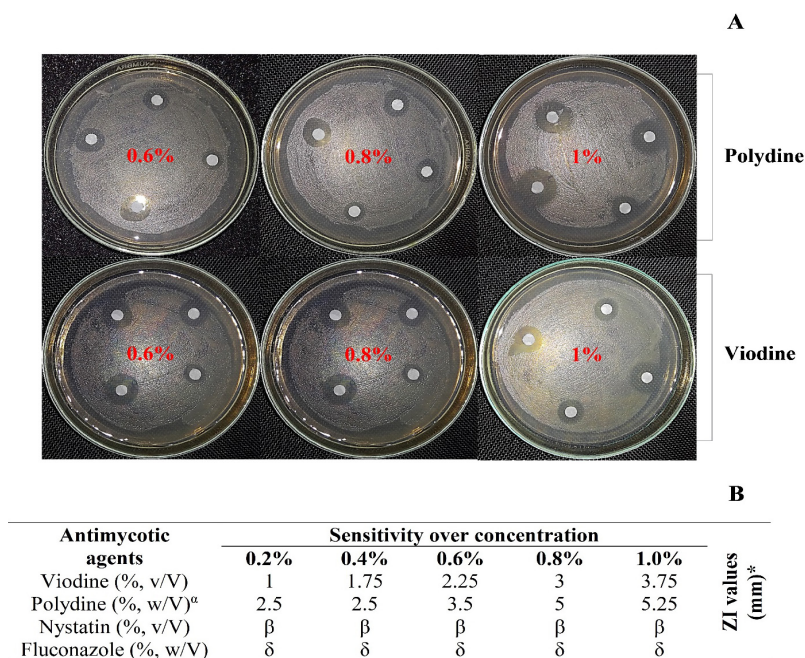 A
0.6%
0.8%
1%
Polydine
0.6%
0.8%
1%
Viodine
B
Antimycotic agents Sensitivity over concentration ZI values (mm)*
0.2% 0.4% 0.6% 0.8% 1.0%
Viodine (%, v/V) 1 1.75 2.25 3 3.75
Polydine (%, w/V)α 2.5 2.5 3.5 5 5.25
Nystatin (%, v/V) β β β β β
Fluconazole (%, w/V) δ δ δ δ δ